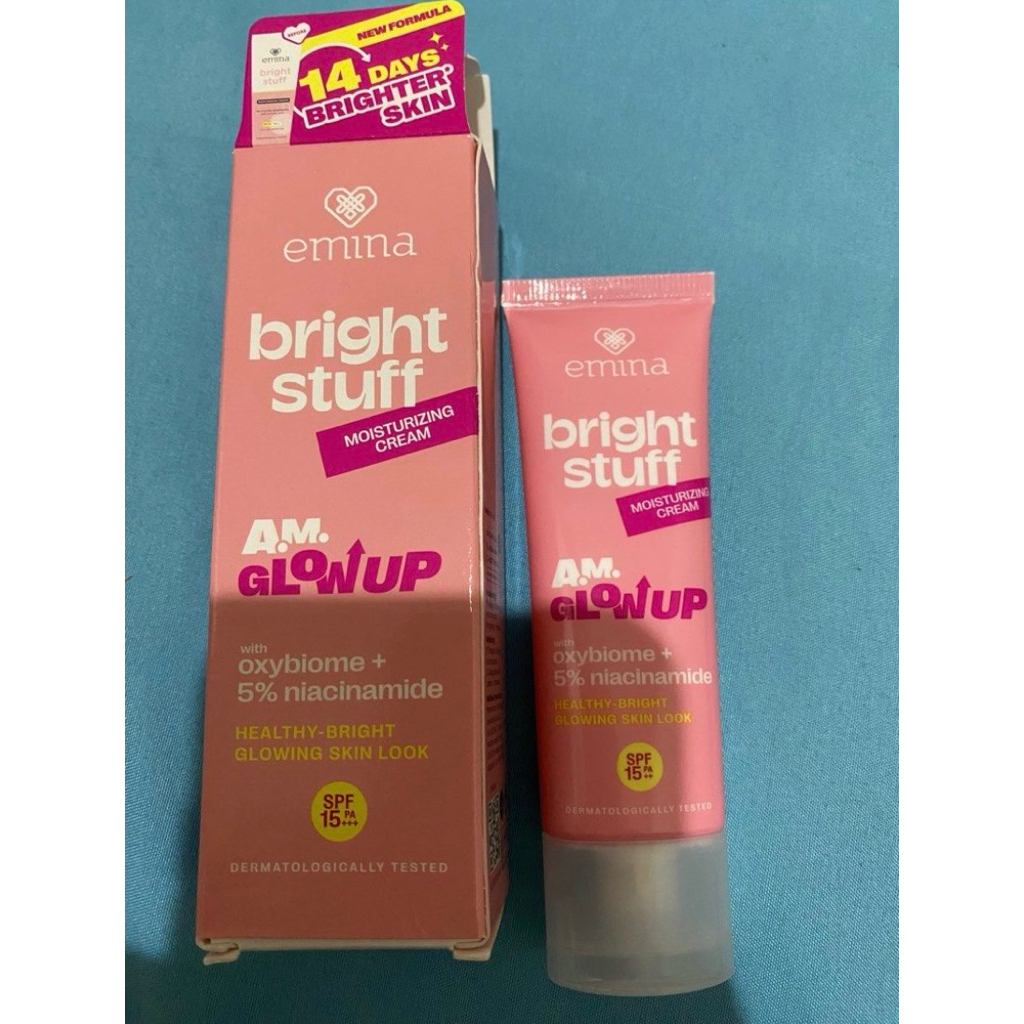 BEFORE
emina
bright
stuff
NEW FORMULA
14 DAYS
BRIGHTER*
SKIN
emina
bright
stuff
MOISTURIZING
CREAM
A.M.
GLOW UP
with
oxybiome +
5% niacinamide
HEALTHY-BRIGHT
GLOWING SKIN LOOK
SPF
15 PA
+++
DERMATOLOGICALLY TESTED
emina
bright
stuff
MOISTURIZING
CREAM
A.M.
GLOW UP
with
oxybiome +
5% niacinamide
HEALTHY-BRIGHT
GLOWING SKIN LOOK
SPF
15 PA
++
DERMATOLOGICALLY TESTED